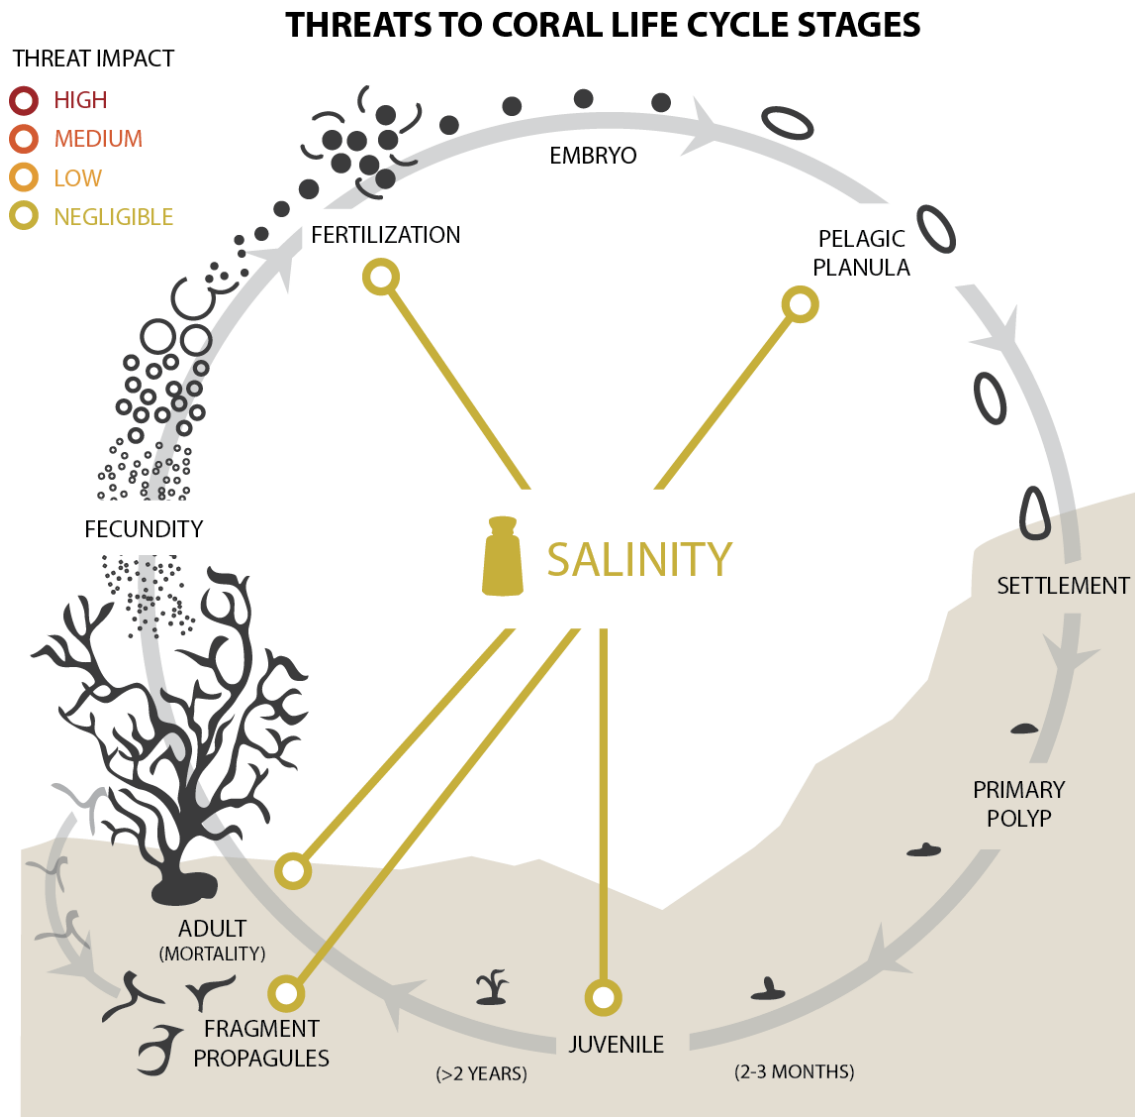 THREATS TO CORAL LIFE CYCLE STAGES
THREAT IMPACT
HIGH
MEDIUM
LOW
NEGLIGIBLE
EMBRYO
FERTILIZATION
PELAGIC
PLANULA
FECUNDITY
SALINITY
SETTLEMENT
PRIMARY
POLYP
ADULT
(MORTALITY)
FRAGMENT
PROPAGULES
JUVENILE
(>2 YEARS)
(2-3 MONTHS)